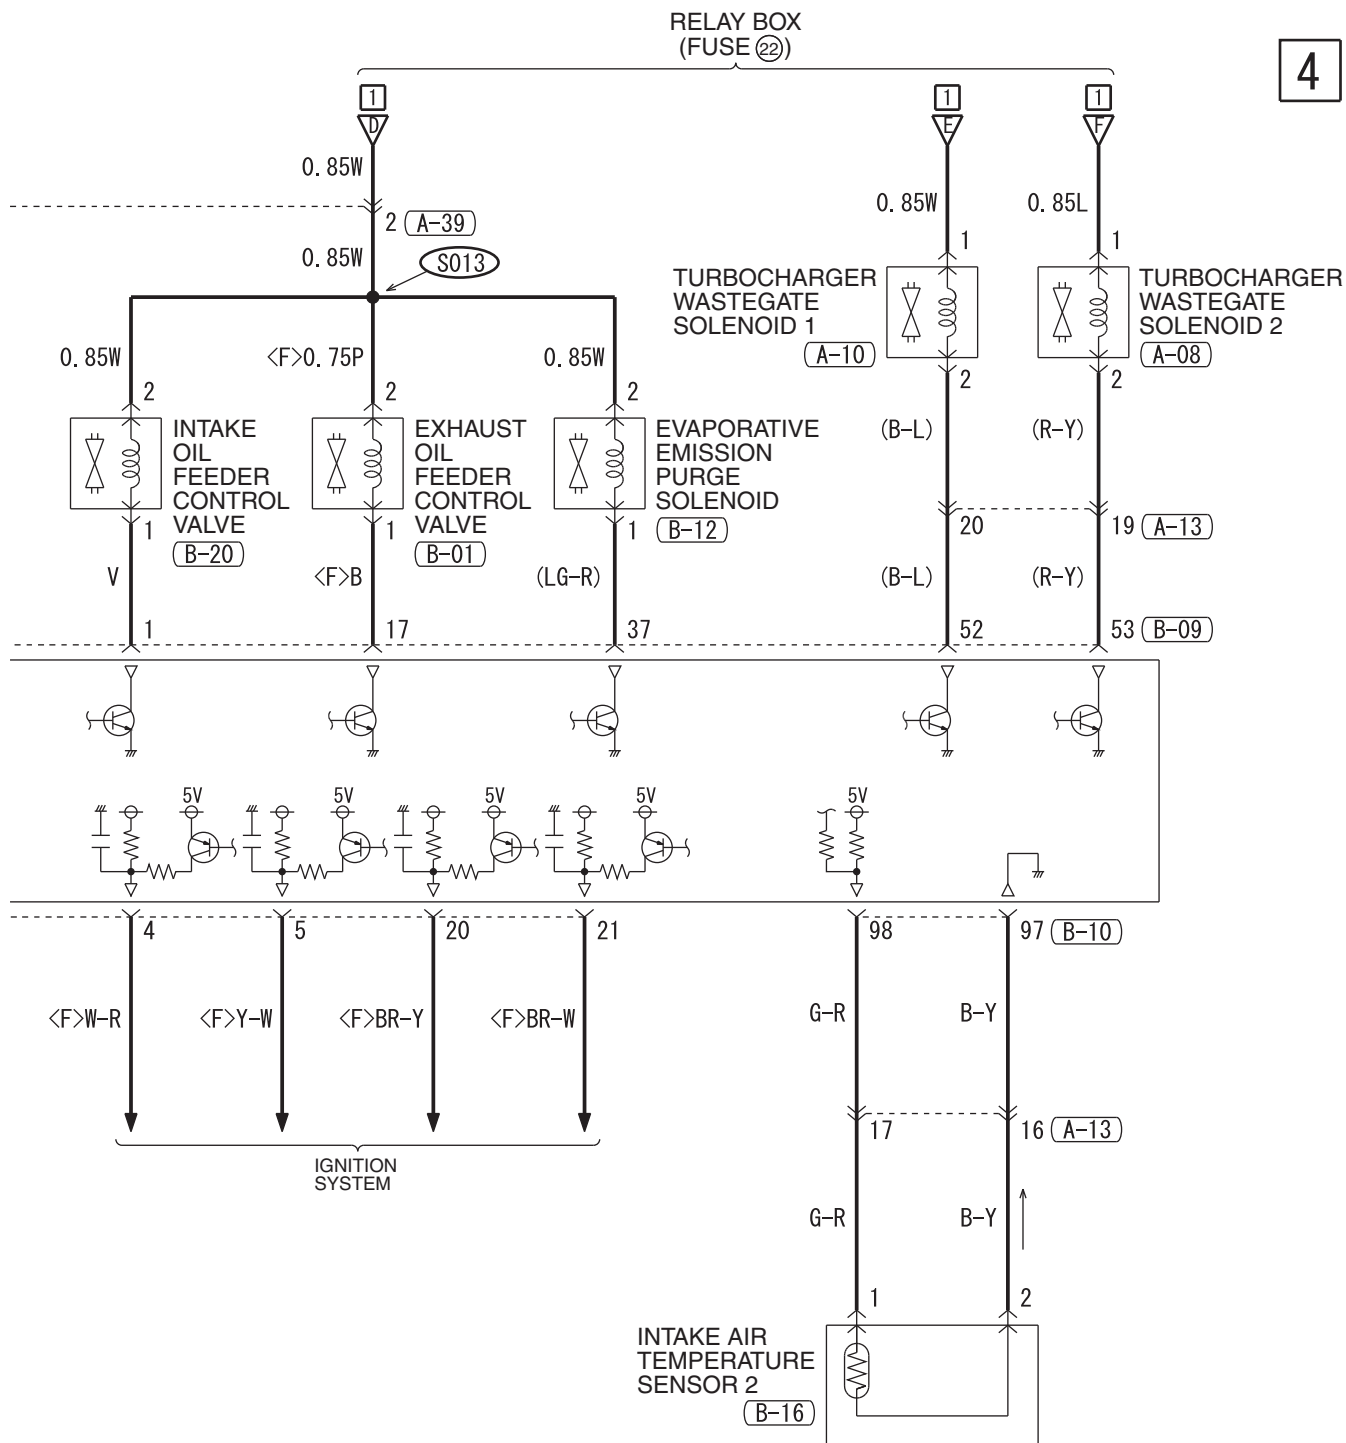 RELAY BOX
(FUSE 22)
4
1 1 1
D E F
0.85W
0.85W 0.85L
2 A-39
0.85W S013
1 1
TURBOCHARGER
WASTEGATE
SOLENOID 1
A-10
TURBOCHARGER
WASTEGATE
SOLENOID 2
A-08
0.85W <F>0.75P 0.85W
2 2 2
2 2
INTAKE
OIL
FEEDER
CONTROL
VALVE
B-20
EXHAUST
OIL
FEEDER
CONTROL
VALVE
B-01
EVAPORATIVE
EMISSION
PURGE
SOLENOID
B-12
(B-L) (R-Y)
1 1 1
20 19 A-13
V <F>B (LG-R) (B-L) (R-Y)
1 17 37 52 53 B-09
5V 5V 5V 5V 5V
4 5 20 21 98 97 B-10
<F>W-R <F>Y-W <F>BR-Y <F>BR-W G-R B-Y
17 16 A-13
IGNITION
SYSTEM
G-R B-Y
1 2
INTAKE AIR
TEMPERATURE
SENSOR 2
B-16